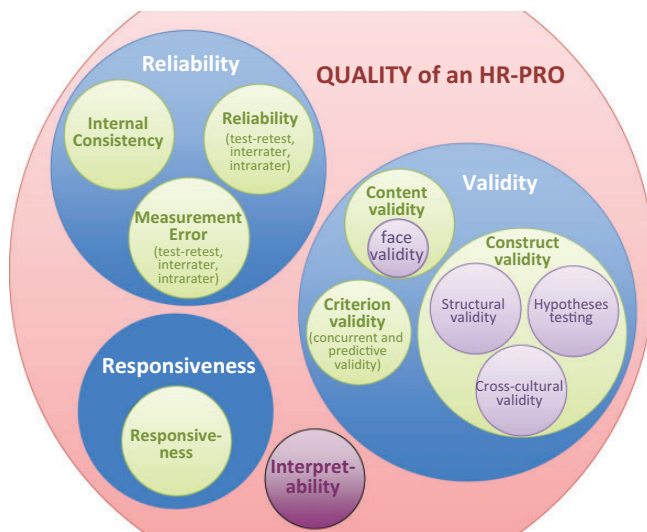 QUALITY of an HR-PRO
Reliability
Internal
Consistency
Reliability
(test-retest,
interrater,
intrarater)
Measurement
Error
(test-retest,
interrater,
intrarater)
Validity
Content
validity
face
validity
Construct
validity
Structural
validity
Hypotheses
testing
Cross-cultural
validity
Criterion
validity
(concurrent and
predictive
validity)
Responsiveness
Responsive-
ness
Interpret-
ability